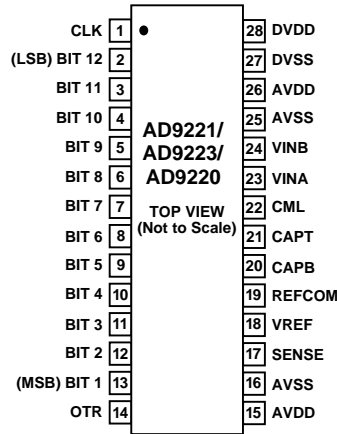 CLK 1
(LSB) BIT 12 2
BIT 11 3
BIT 10 4
BIT 9 5
BIT 8 6
BIT 7 7
BIT 6 8
BIT 5 9
BIT 4 10
BIT 3 11
BIT 2 12
(MSB) BIT 1 13
OTR 14
AD9221/
AD9223/
AD9220
TOP VIEW
(Not to Scale)
28 DVDD
27 DVSS
26 AVDD
25 AVSS
24 VINB
23 VINA
22 CML
21 CAPT
20 CAPB
19 REFCOM
18 VREF
17 SENSE
16 AVSS
15 AVDD